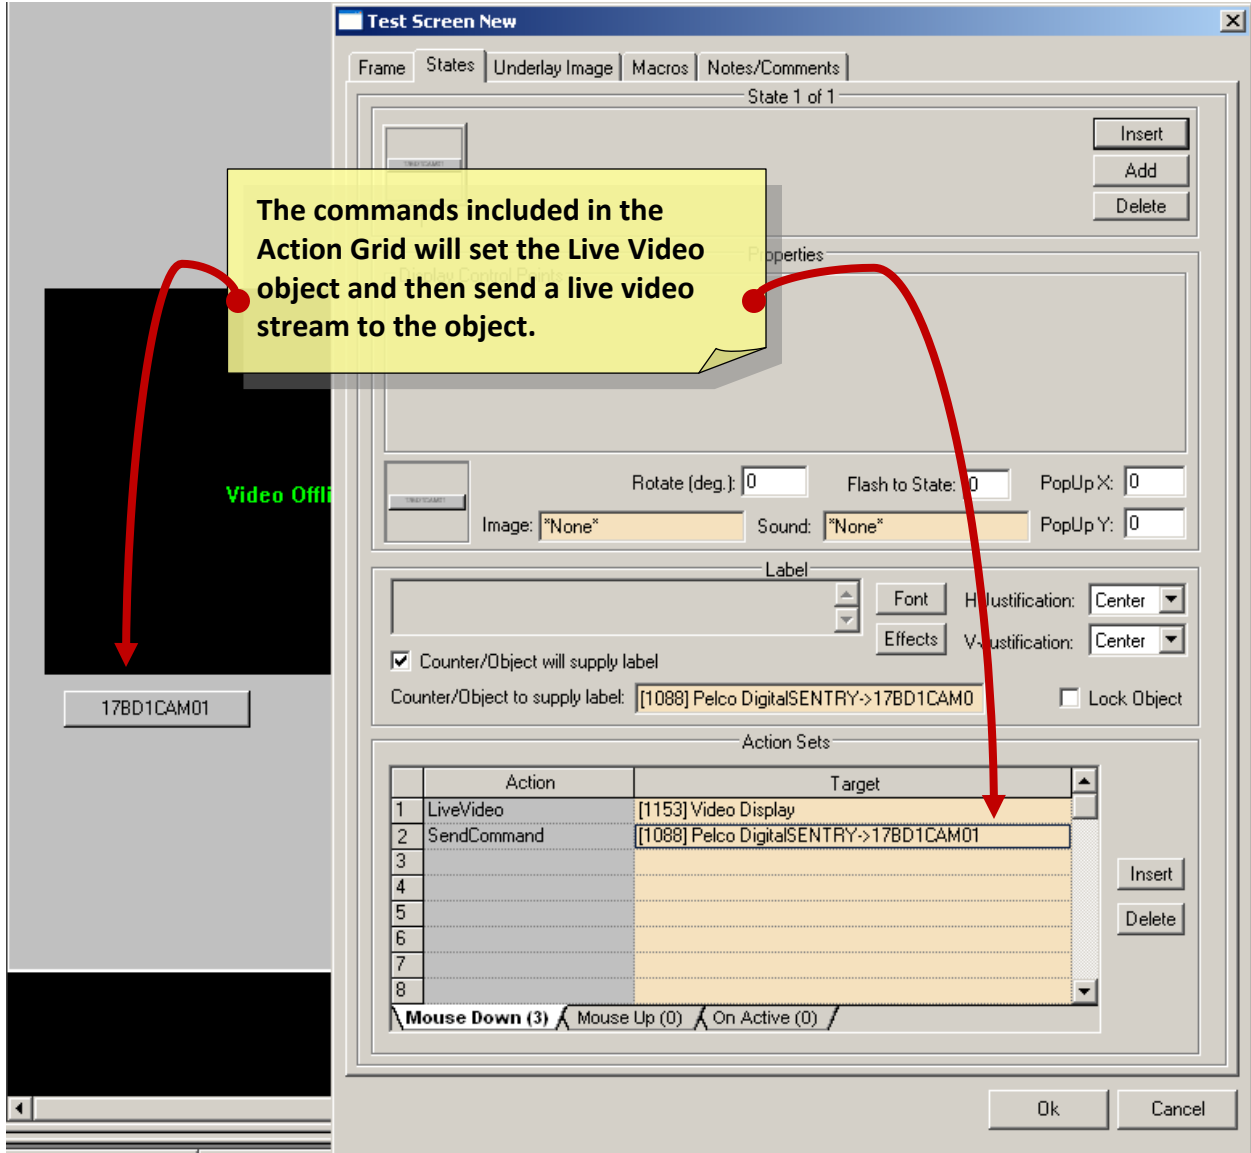 Test Screen New
Frame States Underlay Image Macros Notes/Comments
State 1 of 1
Insert
Add
Delete
The commands included in the
Action Grid will set the Live Video
object and then send a live video
stream to the object.
Properties
Display Control Points
Video Offli
Rotate (deg.): 0 Flash to State: 0 PopUp X: 0
Image: *None* Sound: *None* PopUp Y: 0
Label
Font H-Justification: Center
Effects V-Justification: Center
Counter/Object will supply label
Counter/Object to supply label: [1088] Pelco DigitalSENTRY->17BD1CAM0 Lock Object
17BD1CAM01
Action Sets
Action Target
1 LiveVideo [1153] Video Display
2 SendCommand [1088] Pelco DigitalSENTRY->17BD1CAM01
3
4
5
6
7
8
Insert
Delete
Mouse Down (3) Mouse Up (0) On Active (0)
Ok Cancel